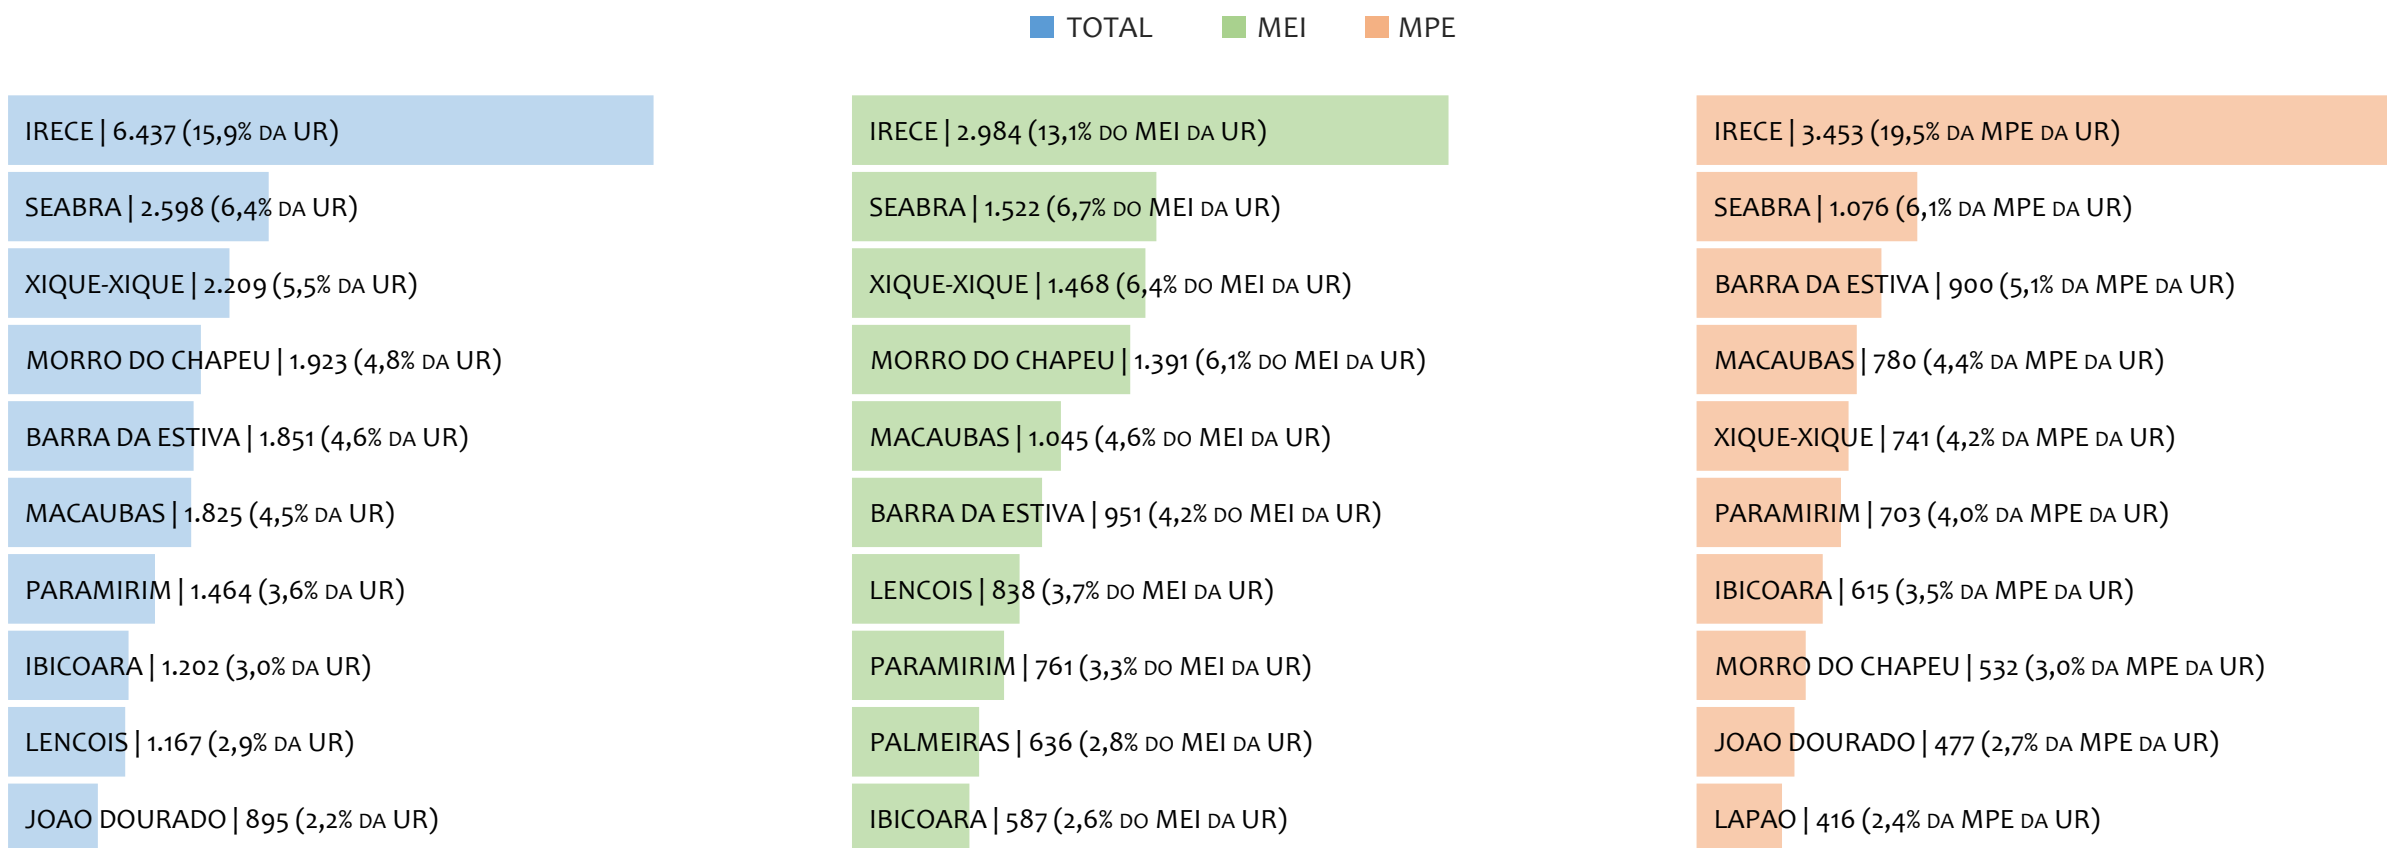 TOTAL MEI MPE
IRECE | 6.437 (15,9% DA UR)
SEABRA | 2.598 (6,4% DA UR)
XIQUE-XIQUE | 2.209 (5,5% DA UR)
MORRO DO CHAPEU | 1.923 (4,8% DA UR)
BARRA DA ESTIVA | 1.851 (4,6% DA UR)
MACAUBAS | 1.825 (4,5% DA UR)
PARAMIRIM | 1.464 (3,6% DA UR)
IBICOARA | 1.202 (3,0% DA UR)
LENCOIS | 1.167 (2,9% DA UR)
JOAO DOURADO | 895 (2,2% DA UR)
IRECE | 2.984 (13,1% DO MEI DA UR)
SEABRA | 1.522 (6,7% DO MEI DA UR)
XIQUE-XIQUE | 1.468 (6,4% DO MEI DA UR)
MORRO DO CHAPEU | 1.391 (6,1% DO MEI DA UR)
MACAUBAS | 1.045 (4,6% DO MEI DA UR)
BARRA DA ESTIVA | 951 (4,2% DO MEI DA UR)
LENCOIS | 838 (3,7% DO MEI DA UR)
PARAMIRIM | 761 (3,3% DO MEI DA UR)
PALMEIRAS | 636 (2,8% DO MEI DA UR)
IBICOARA | 587 (2,6% DO MEI DA UR)
IRECE | 3.453 (19,5% DA MPE DA UR)
SEABRA | 1.076 (6,1% DA MPE DA UR)
BARRA DA ESTIVA | 900 (5,1% DA MPE DA UR)
MACAUBAS | 780 (4,4% DA MPE DA UR)
XIQUE-XIQUE | 741 (4,2% DA MPE DA UR)
PARAMIRIM | 703 (4,0% DA MPE DA UR)
IBICOARA | 615 (3,5% DA MPE DA UR)
MORRO DO CHAPEU | 532 (3,0% DA MPE DA UR)
JOAO DOURADO | 477 (2,7% DA MPE DA UR)
LAPAO | 416 (2,4% DA MPE DA UR)